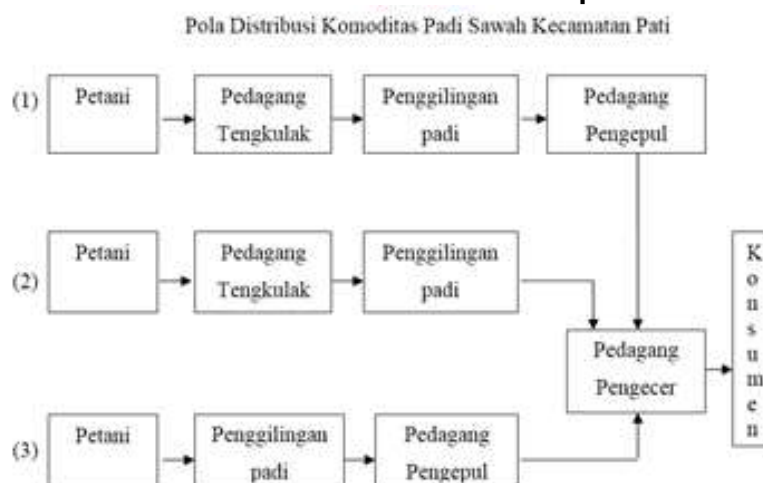 Pola Distribusi Komoditas Padi Sawah Kecamatan Pati
(1)
Petani
Pedagang
Tengkulak
Penggilingan
padi
Pedagang
Pengepul
(2)
Petani
Pedagang
Tengkulak
Penggilingan
padi
Pedagang
Pengecer
Konsumen
(3)
Petani
Penggilingan
padi
Pedagang
Pengepul